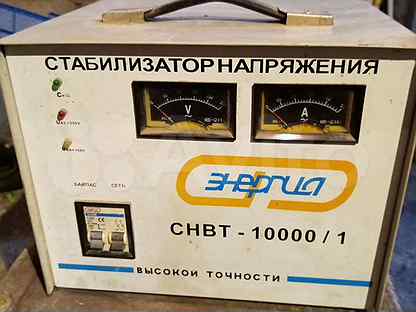 СТАБИЛИЗАТОР НАПРЯЖЕНИЯ
V
A
БАЙПАС СЕТЬ
ЭНЕРГИЯ
СНВТ - 10000 / 1
ВЫСОКОЙ ТОЧНОСТИ